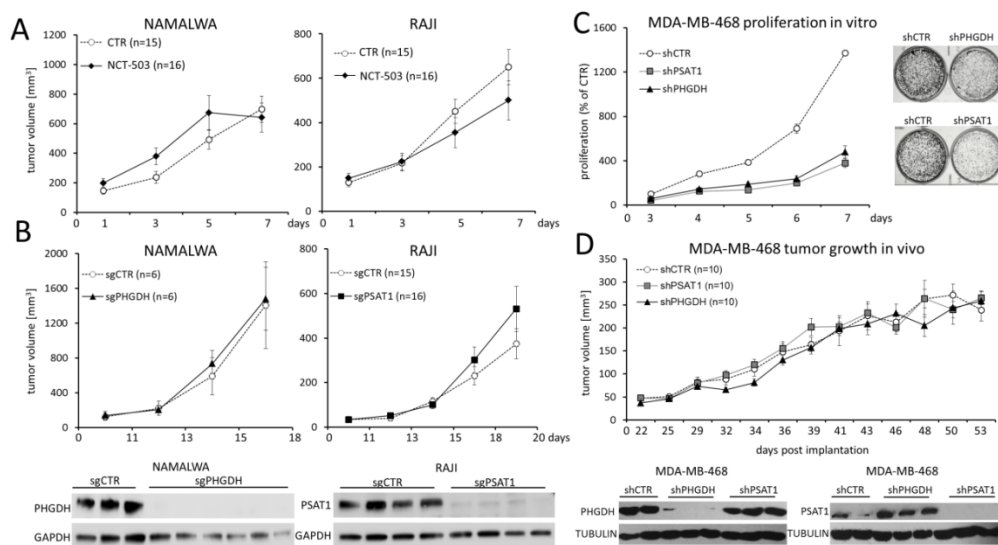 A
NAMALWA
CTR (n=15)
NCT-503 (n=16)
tumor volume [mm³]
1200
1000
800
600
400
200
0
0 1 3 5 7 days
RAJI
CTR (n=15)
NCT-503 (n=16)
800
600
400
200
0
0 1 3 5 7
days
B
NAMALWA
sgCTR (n=6)
sgPHGDH (n=6)
tumor volume [mm³]
2000
1600
1200
800
400
0
0 11 13 15 18
RAJI
sgCTR (n=15)
sgPSAT1 (n=16)
800
600
400
200
0
0 11 13 16 18 20 days
NAMALWA
sgCTR sgPHGDH
PHGDH
GAPDH
RAJI
sgCTR sgPSAT1
PSAT1
GAPDH
C
MDA-MB-468 proliferation in vitro
shCTR
shPSAT1
shPHGDH
proliferation (% of CTR)
1600
1200
800
400
0
0 3 4 5 6 7
days
shCTR shPHGDH
shCTR shPSAT1
D
MDA-MB-468 tumor growth in vivo
shCTR (n=10)
shPSAT1 (n=10)
shPHGDH (n=10)
tumor volume [mm³]
350
300
250
200
150
100
50
0
0 22 25 29 32 34 36 39 41 43 46 48 50 53
days post implantation
MDA-MB-468
shCTR shPHGDH shPSAT1
PHGDH
TUBULIN
MDA-MB-468
shCTR shPHGDH shPSAT1
PSAT1
TUBULIN